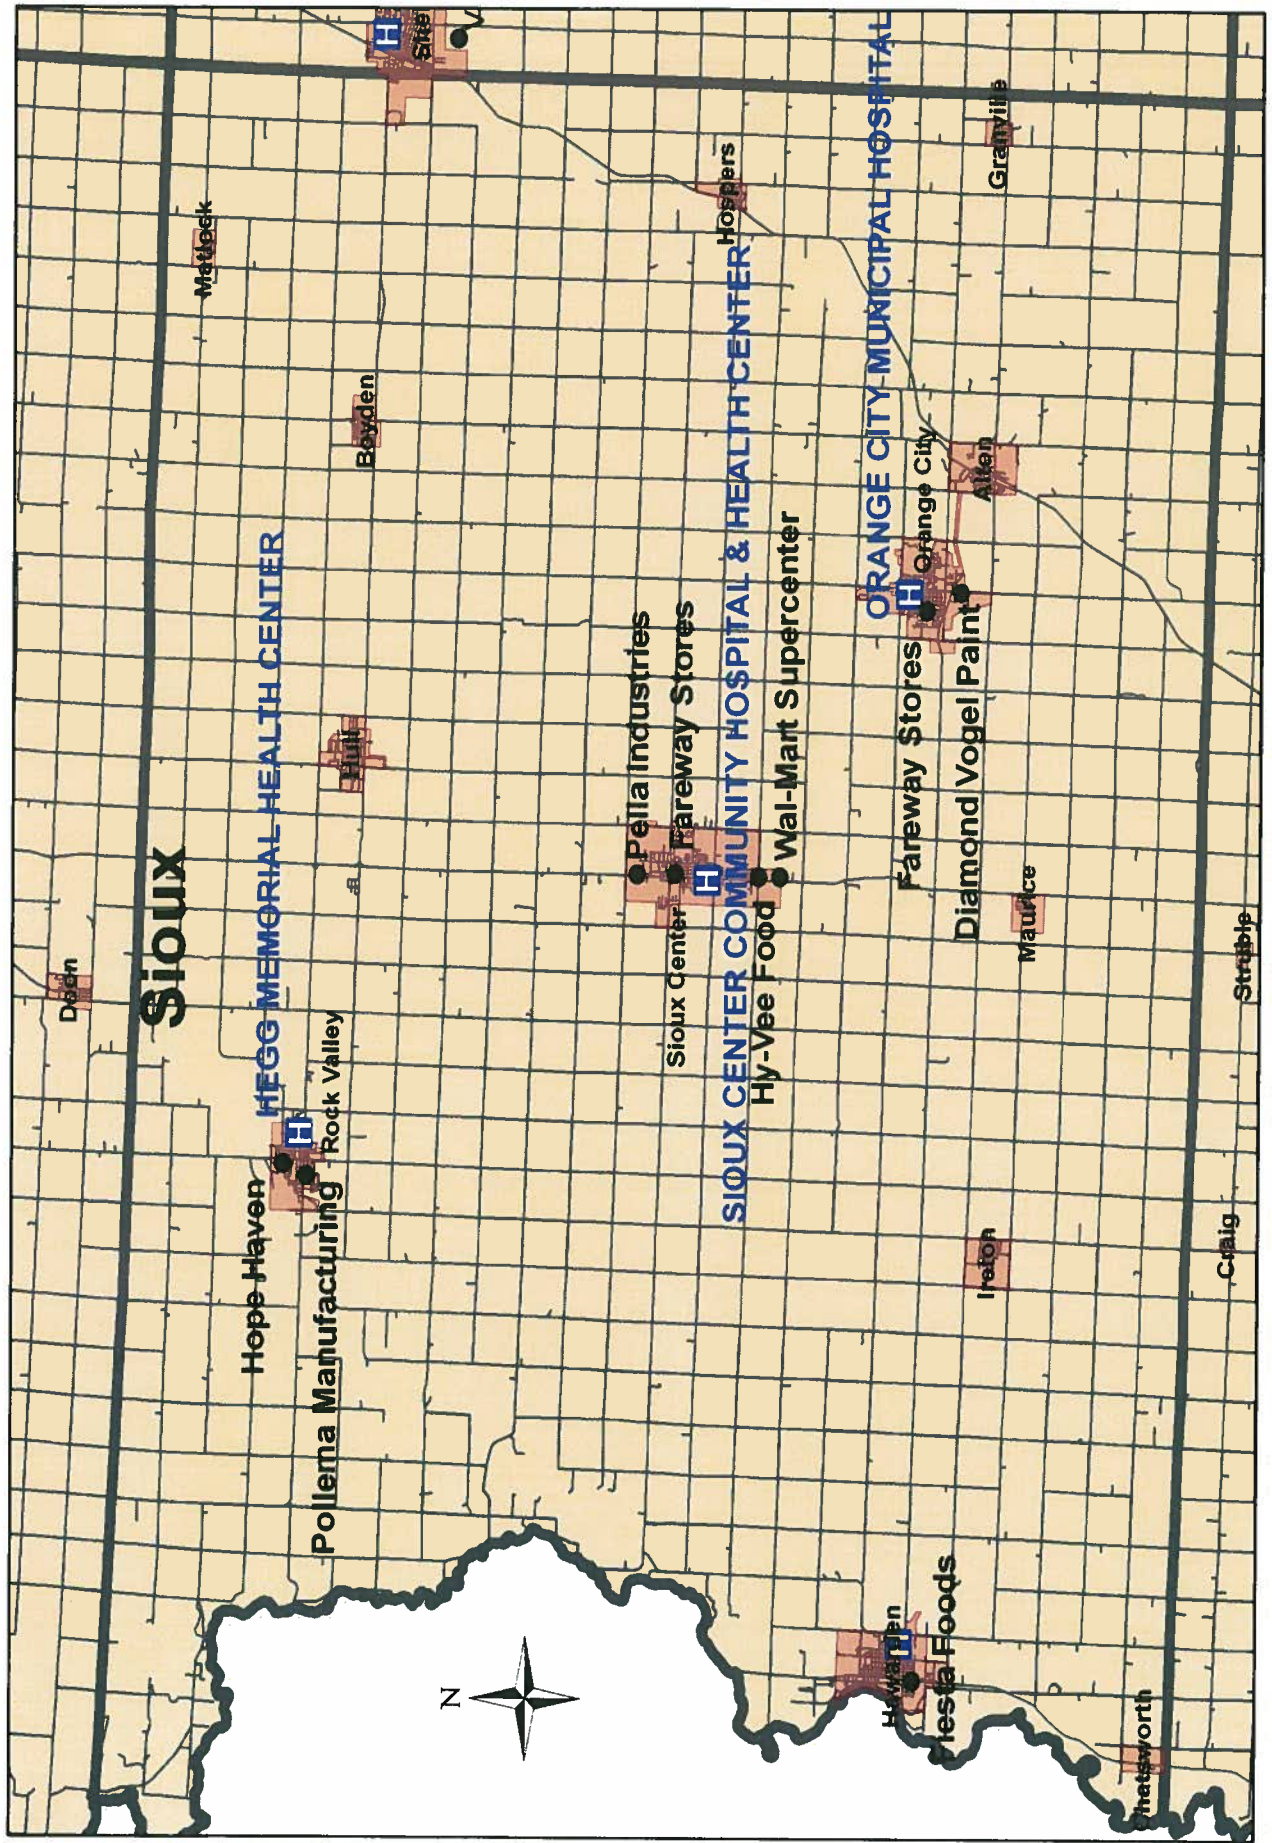 Doon
Sioux
Matlock
HEGG MEMORIAL HEALTH CENTER
H
Hope Haven
Rock Valley
Pollema Manufacturing
Hull
Boyden
H
N
Pella Industries
Fareway Stores
Sioux Center
H
SIOUX CENTER COMMUNITY HOSPITAL & HEALTH CENTER
Hospers
Hy-Vee Food
Wal-Mart Supercenter
ORANGE CITY MUNICIPAL HOSPITAL
H
Hawarden
H
Fareway Stores
Orange City
Fiesta Foods
Diamond Vogel Paint
Alton
Granville
Ireton
Maurice
Chatsworth
Craig
Struble